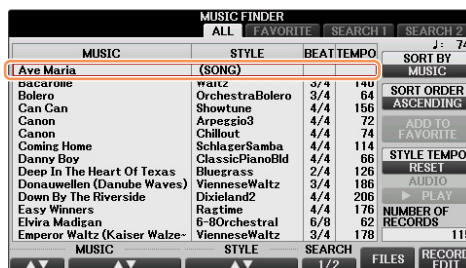 MUSIC FINDER
ALL FAVORITE SEARCH 1 SEARCH 2
♩: 74
MUSIC STYLE BEAT TEMPO
Ave Maria (SONG)
Bacarolle Waltz 3/4 140
Bolero OrchestraBolero 3/4 64
Can Can Showtune 4/4 156
Canon Arpeggio3 4/4 72
Canon Chillout 4/4 74
Coming Home SchlagerSamba 4/4 114
Danny Boy ClassicPianoBld 4/4 66
Deep In The Heart Of Texas Bluegrass 2/4 126
Donauwellen (Danube Waves) VienneseWaltz 3/4 186
Down By The Riverside Dixieland2 4/4 206
Easy Winners Ragtime 4/4 176
Elvira Madigan 6-8Orchestral 6/8 62
Emperor Waltz (Kaiser Walze~ VienneseWaltz 3/4 178
SORT BY
MUSIC
SORT ORDER
ASCENDING
ADD TO
FAVORITE
STYLE TEMPO
RESET
AUDIO
▶ PLAY
NUMBER OF
RECORDS
115
MUSIC STYLE SEARCH
▲▼ ▲▼ ▲▼ 1/2 FILES RECORD
EDIT